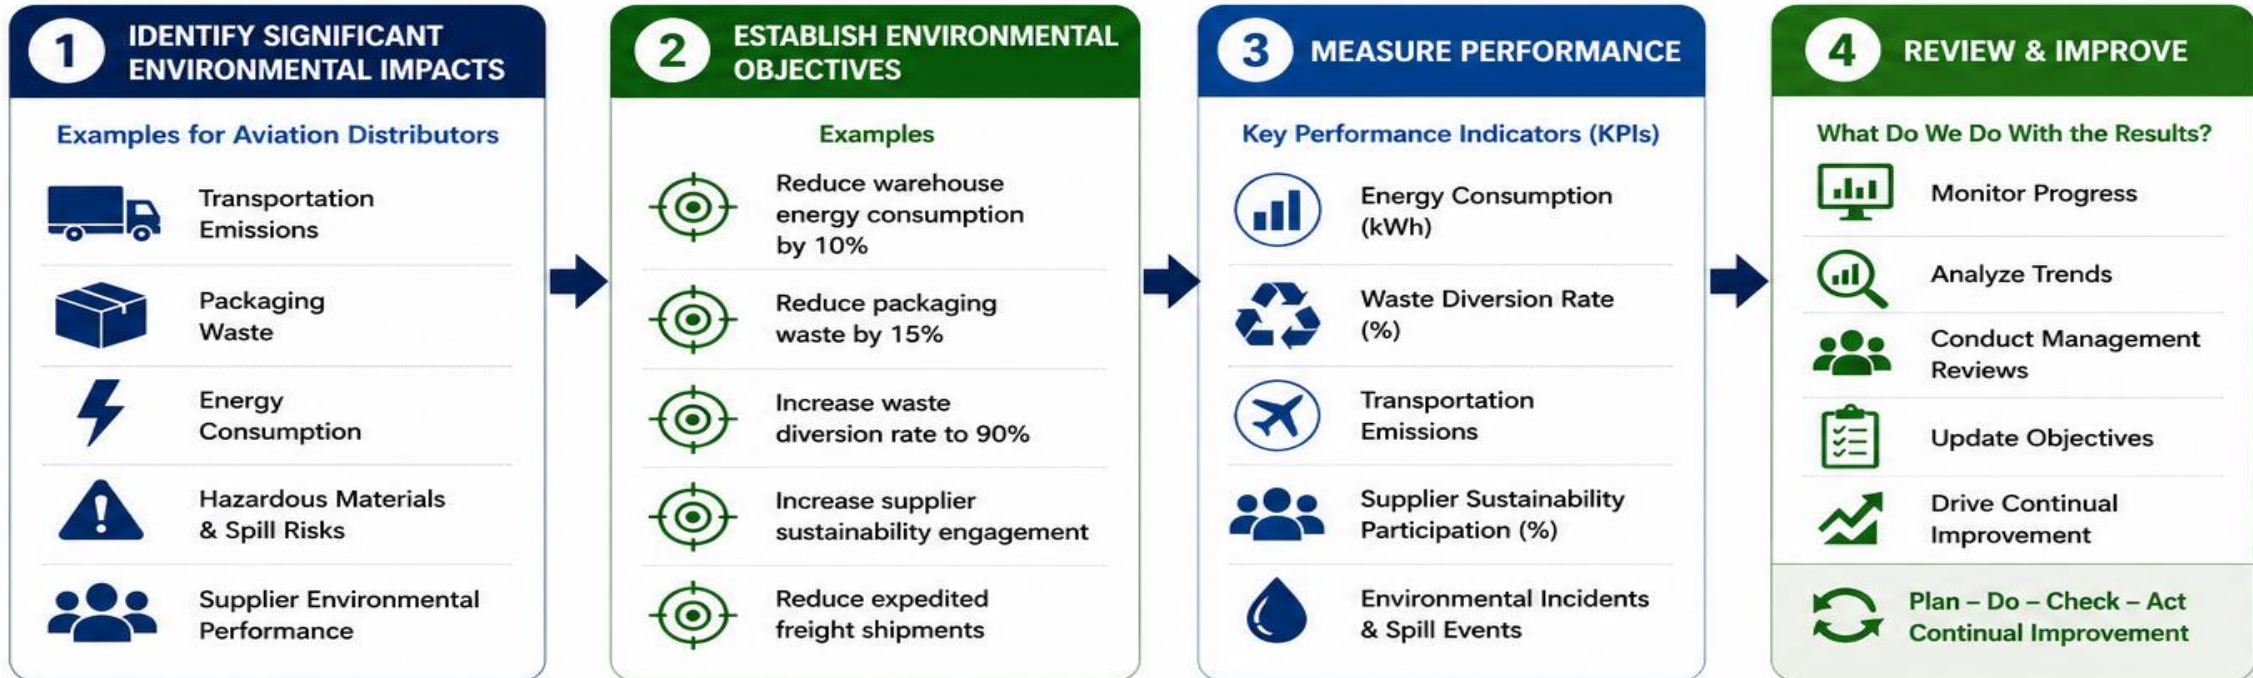 1
IDENTIFY SIGNIFICANT
ENVIRONMENTAL IMPACTS
Examples for Aviation Distributors
Transportation
Emissions
Packaging
Waste
Energy
Consumption
Hazardous Materials
& Spill Risks
Supplier Environmental
Performance
2
ESTABLISH ENVIRONMENTAL
OBJECTIVES
Examples
Reduce warehouse
energy consumption
by 10%
Reduce packaging
waste by 15%
Increase waste
diversion rate to 90%
Increase supplier
sustainability engagement
Reduce expedited
freight shipments
3
MEASURE PERFORMANCE
Key Performance Indicators (KPIs)
Energy Consumption
(kWh)
Waste Diversion Rate
(%)
Transportation
Emissions
Supplier Sustainability
Participation (%)
Environmental Incidents
& Spill Events
4
REVIEW & IMPROVE
What Do We Do With the Results?
Monitor Progress
Analyze Trends
Conduct Management
Reviews
Update Objectives
Drive Continual
Improvement
Plan – Do – Check – Act
Continual Improvement